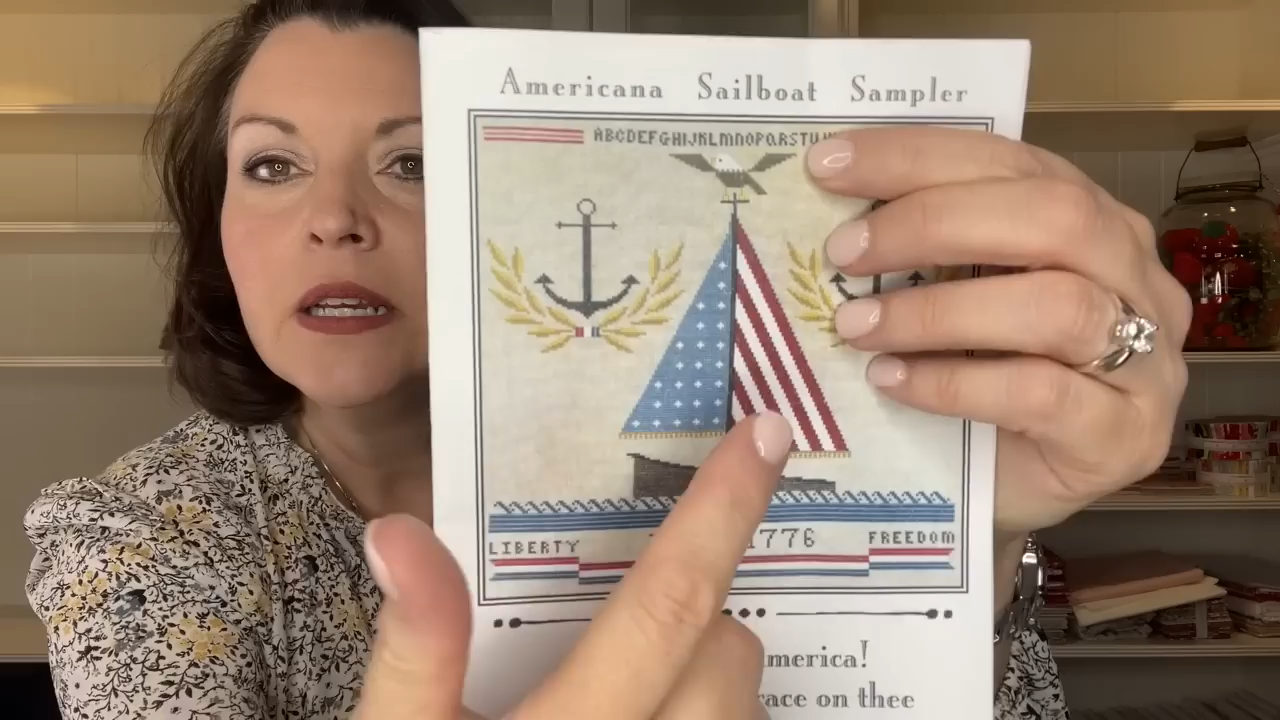 Americana Sailboat Sampler
ABCDEFGHIJKLMNOPQRSTU
LIBERTY 1776 FREEDOM
merica!
race on thee